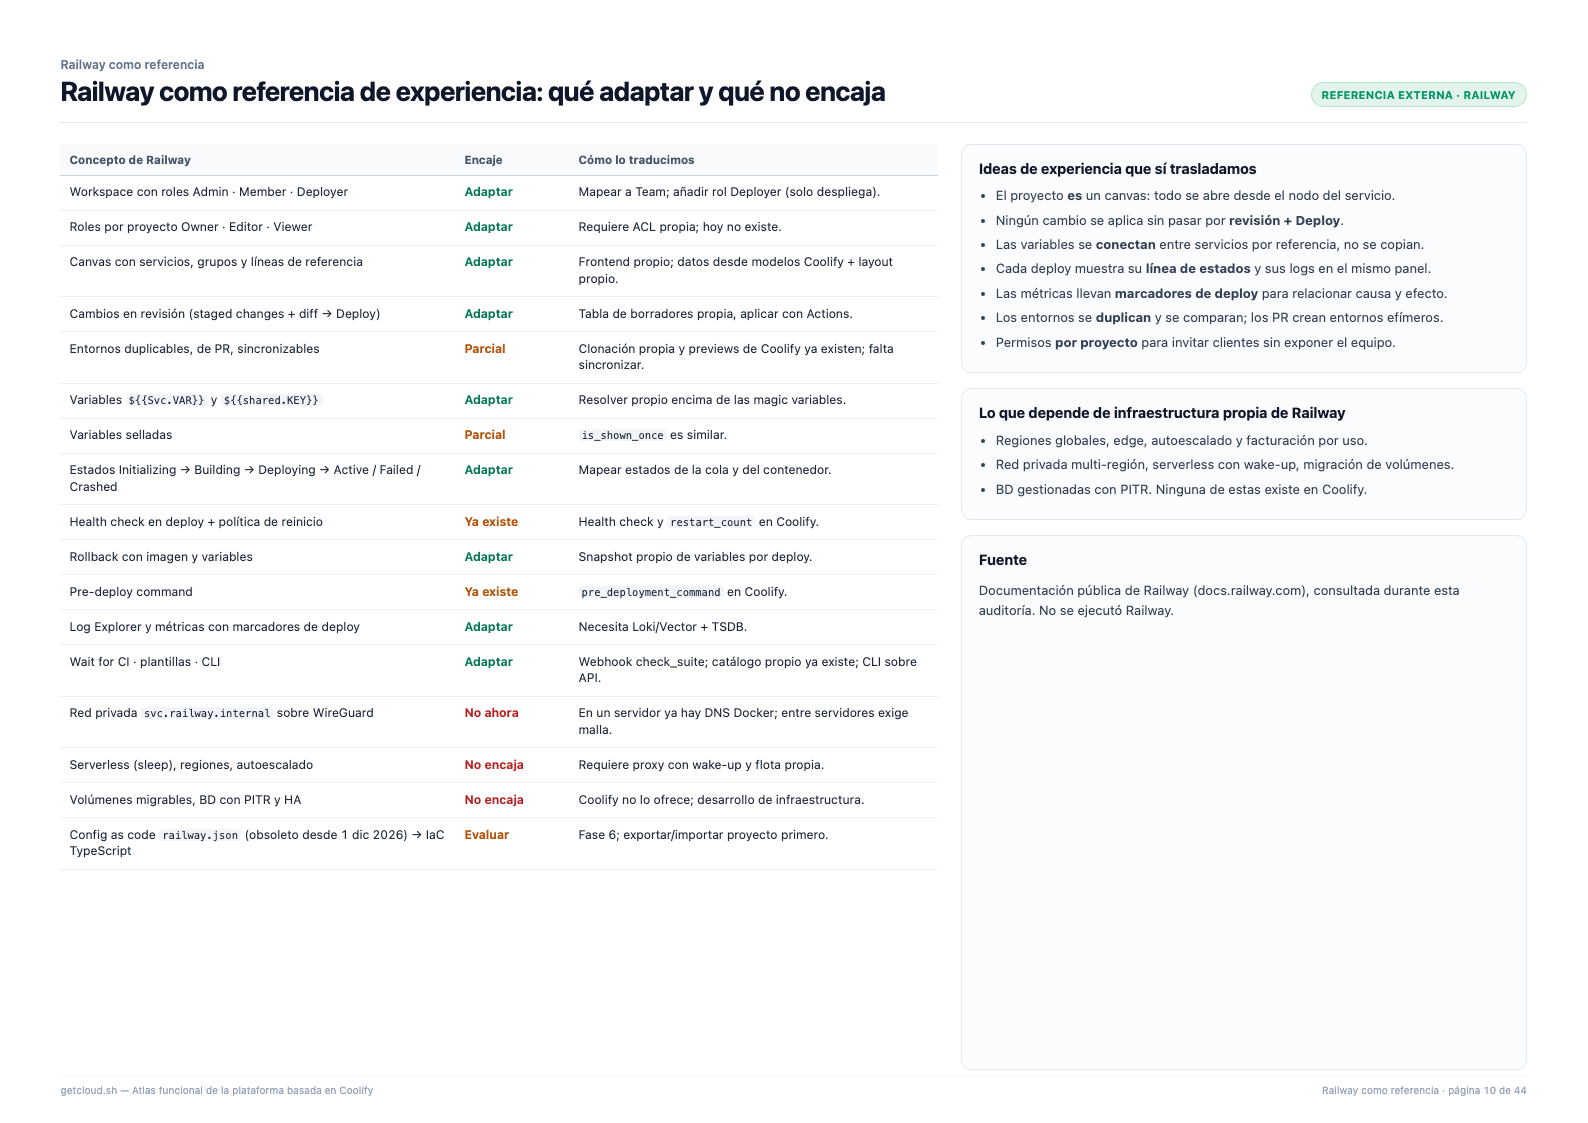 Railway como referencia
Railway como referencia de experiencia: qué adaptar y qué no encaja
REFERENCIA EXTERNA · RAILWAY
Concepto de Railway Encaje Cómo lo traducimos
Workspace con roles Admin · Member · Deployer Adaptar Mapear a Team; añadir rol Deployer (solo despliega).
Roles por proyecto Owner · Editor · Viewer Adaptar Requiere ACL propia; hoy no existe.
Canvas con servicios, grupos y líneas de referencia Adaptar Frontend propio; datos desde modelos Coolify + layout
propio.
Cambios en revisión (staged changes + diff → Deploy) Adaptar Tabla de borradores propia, aplicar con Actions.
Entornos duplicables, de PR, sincronizables Parcial Clonación propia y previews de Coolify ya existen; falta
sincronizar.
Variables ${{Svc.VAR}} y ${{shared.KEY}} Adaptar Resolver propio encima de las magic variables.
Variables selladas Parcial is_shown_once es similar.
Estados Initializing → Building → Deploying → Active / Failed / Adaptar Mapear estados de la cola y del contenedor.
Crashed
Health check en deploy + política de reinicio Ya existe Health check y restart_count en Coolify.
Rollback con imagen y variables Adaptar Snapshot propio de variables por deploy.
Pre-deploy command Ya existe pre_deployment_command en Coolify.
Log Explorer y métricas con marcadores de deploy Adaptar Necesita Loki/Vector + TSDB.
Wait for CI · plantillas · CLI Adaptar Webhook check_suite; catálogo propio ya existe; CLI sobre
API.
Red privada svc.railway.internal sobre WireGuard No ahora En un servidor ya hay DNS Docker; entre servidores exige
malla.
Serverless (sleep), regiones, autoescalado No encaja Requiere proxy con wake-up y flota propia.
Volúmenes migrables, BD con PITR y HA No encaja Coolify no lo ofrece; desarrollo de infraestructura.
Config as code railway.json (obsoleto desde 1 dic 2026) → IaC Evaluar Fase 6; exportar/importar proyecto primero.
TypeScript
Ideas de experiencia que sí trasladamos
• El proyecto es un canvas: todo se abre desde el nodo del servicio.
• Ningún cambio se aplica sin pasar por revisión + Deploy.
• Las variables se conectan entre servicios por referencia, no se copian.
• Cada deploy muestra su línea de estados y sus logs en el mismo panel.
• Las métricas llevan marcadores de deploy para relacionar causa y efecto.
• Los entornos se duplican y se comparan; los PR crean entornos efímeros.
• Permisos por proyecto para invitar clientes sin exponer el equipo.
Lo que depende de infraestructura propia de Railway
• Regiones globales, edge, autoescalado y facturación por uso.
• Red privada multi-región, serverless con wake-up, migración de volúmenes.
• BD gestionadas con PITR. Ninguna de estas existe en Coolify.
Fuente
Documentación pública de Railway (docs.railway.com), consultada durante esta
auditoría. No se ejecutó Railway.
getcloud.sh — Atlas funcional de la plataforma basada en Coolify
Railway como referencia · página 10 de 44